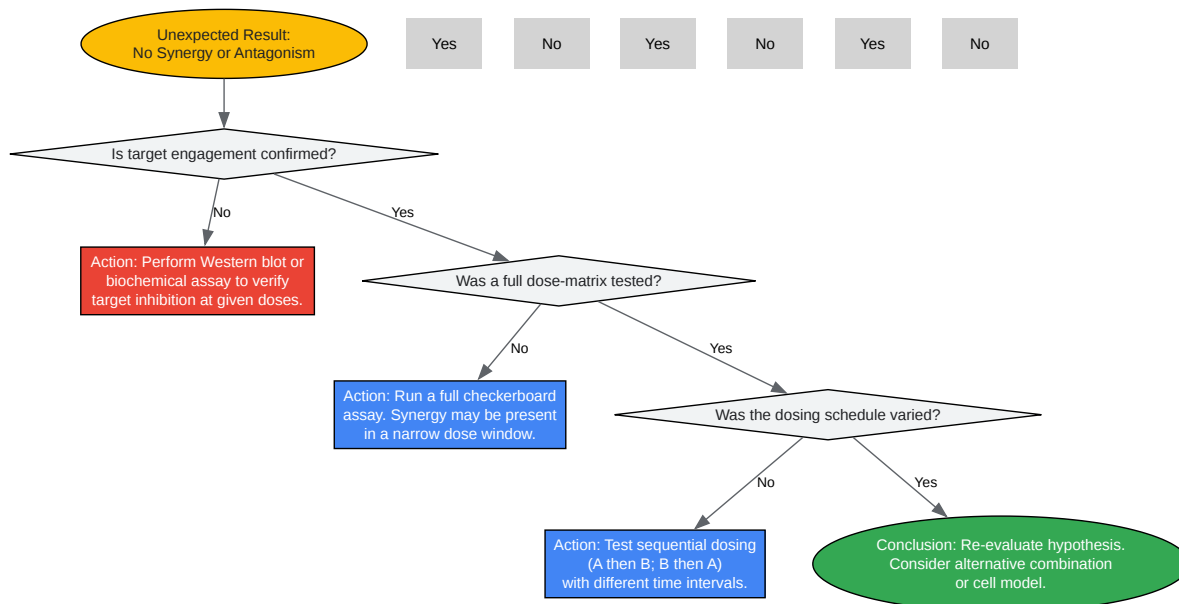 Unexpected Result:
No Synergy or Antagonism
Yes
No
Yes
No
Yes
No
Is target engagement confirmed?
No
Yes
Action: Perform Western blot or
biochemical assay to verify
target inhibition at given doses.
Was a full dose-matrix tested?
No
Yes
Action: Run a full checkerboard
assay. Synergy may be present
in a narrow dose window.
Was the dosing schedule varied?
No
Yes
Action: Test sequential dosing
(A then B; B then A)
with different time intervals.
Conclusion: Re-evaluate hypothesis.
Consider alternative combination
or cell model.